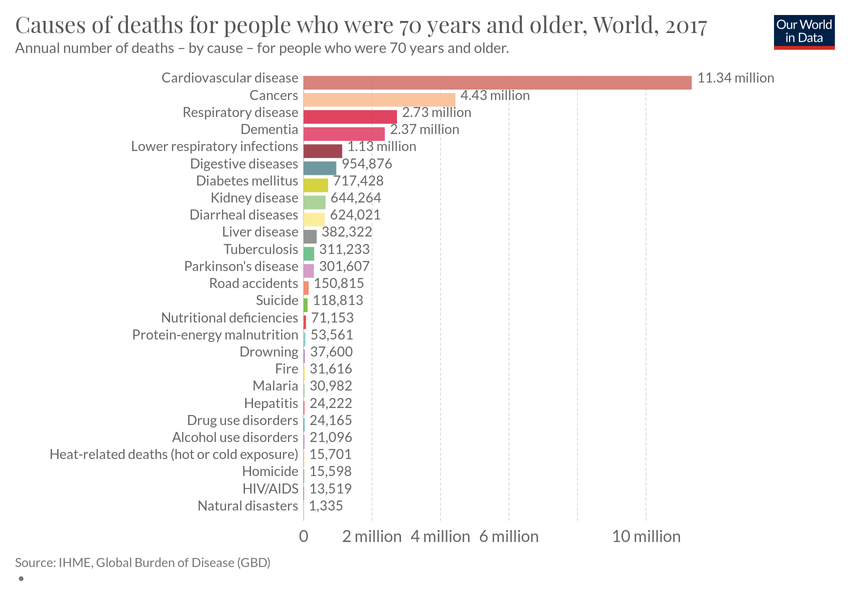 Causes of deaths for people who were 70 years and older, World, 2017
Annual number of deaths – by cause – for people who were 70 years and older.
Our World
in Data
Cardiovascular disease 11.34 million
Cancers 4.43 million
Respiratory disease 2.73 million
Dementia 2.37 million
Lower respiratory infections 1.13 million
Digestive diseases 954,876
Diabetes mellitus 717,428
Kidney disease 644,264
Diarrheal diseases 624,021
Liver disease 382,322
Tuberculosis 311,233
Parkinson's disease 301,607
Road accidents 150,815
Suicide 118,813
Nutritional deficiencies 71,153
Protein-energy malnutrition 53,561
Drowning 37,600
Fire 31,616
Malaria 30,982
Hepatitis 24,222
Drug use disorders 24,165
Alcohol use disorders 21,096
Heat-related deaths (hot or cold exposure) 15,701
Homicide 15,598
HIV/AIDS 13,519
Natural disasters 1,335
0 2 million 4 million 6 million 10 million
Source: IHME, Global Burden of Disease (GBD)
•